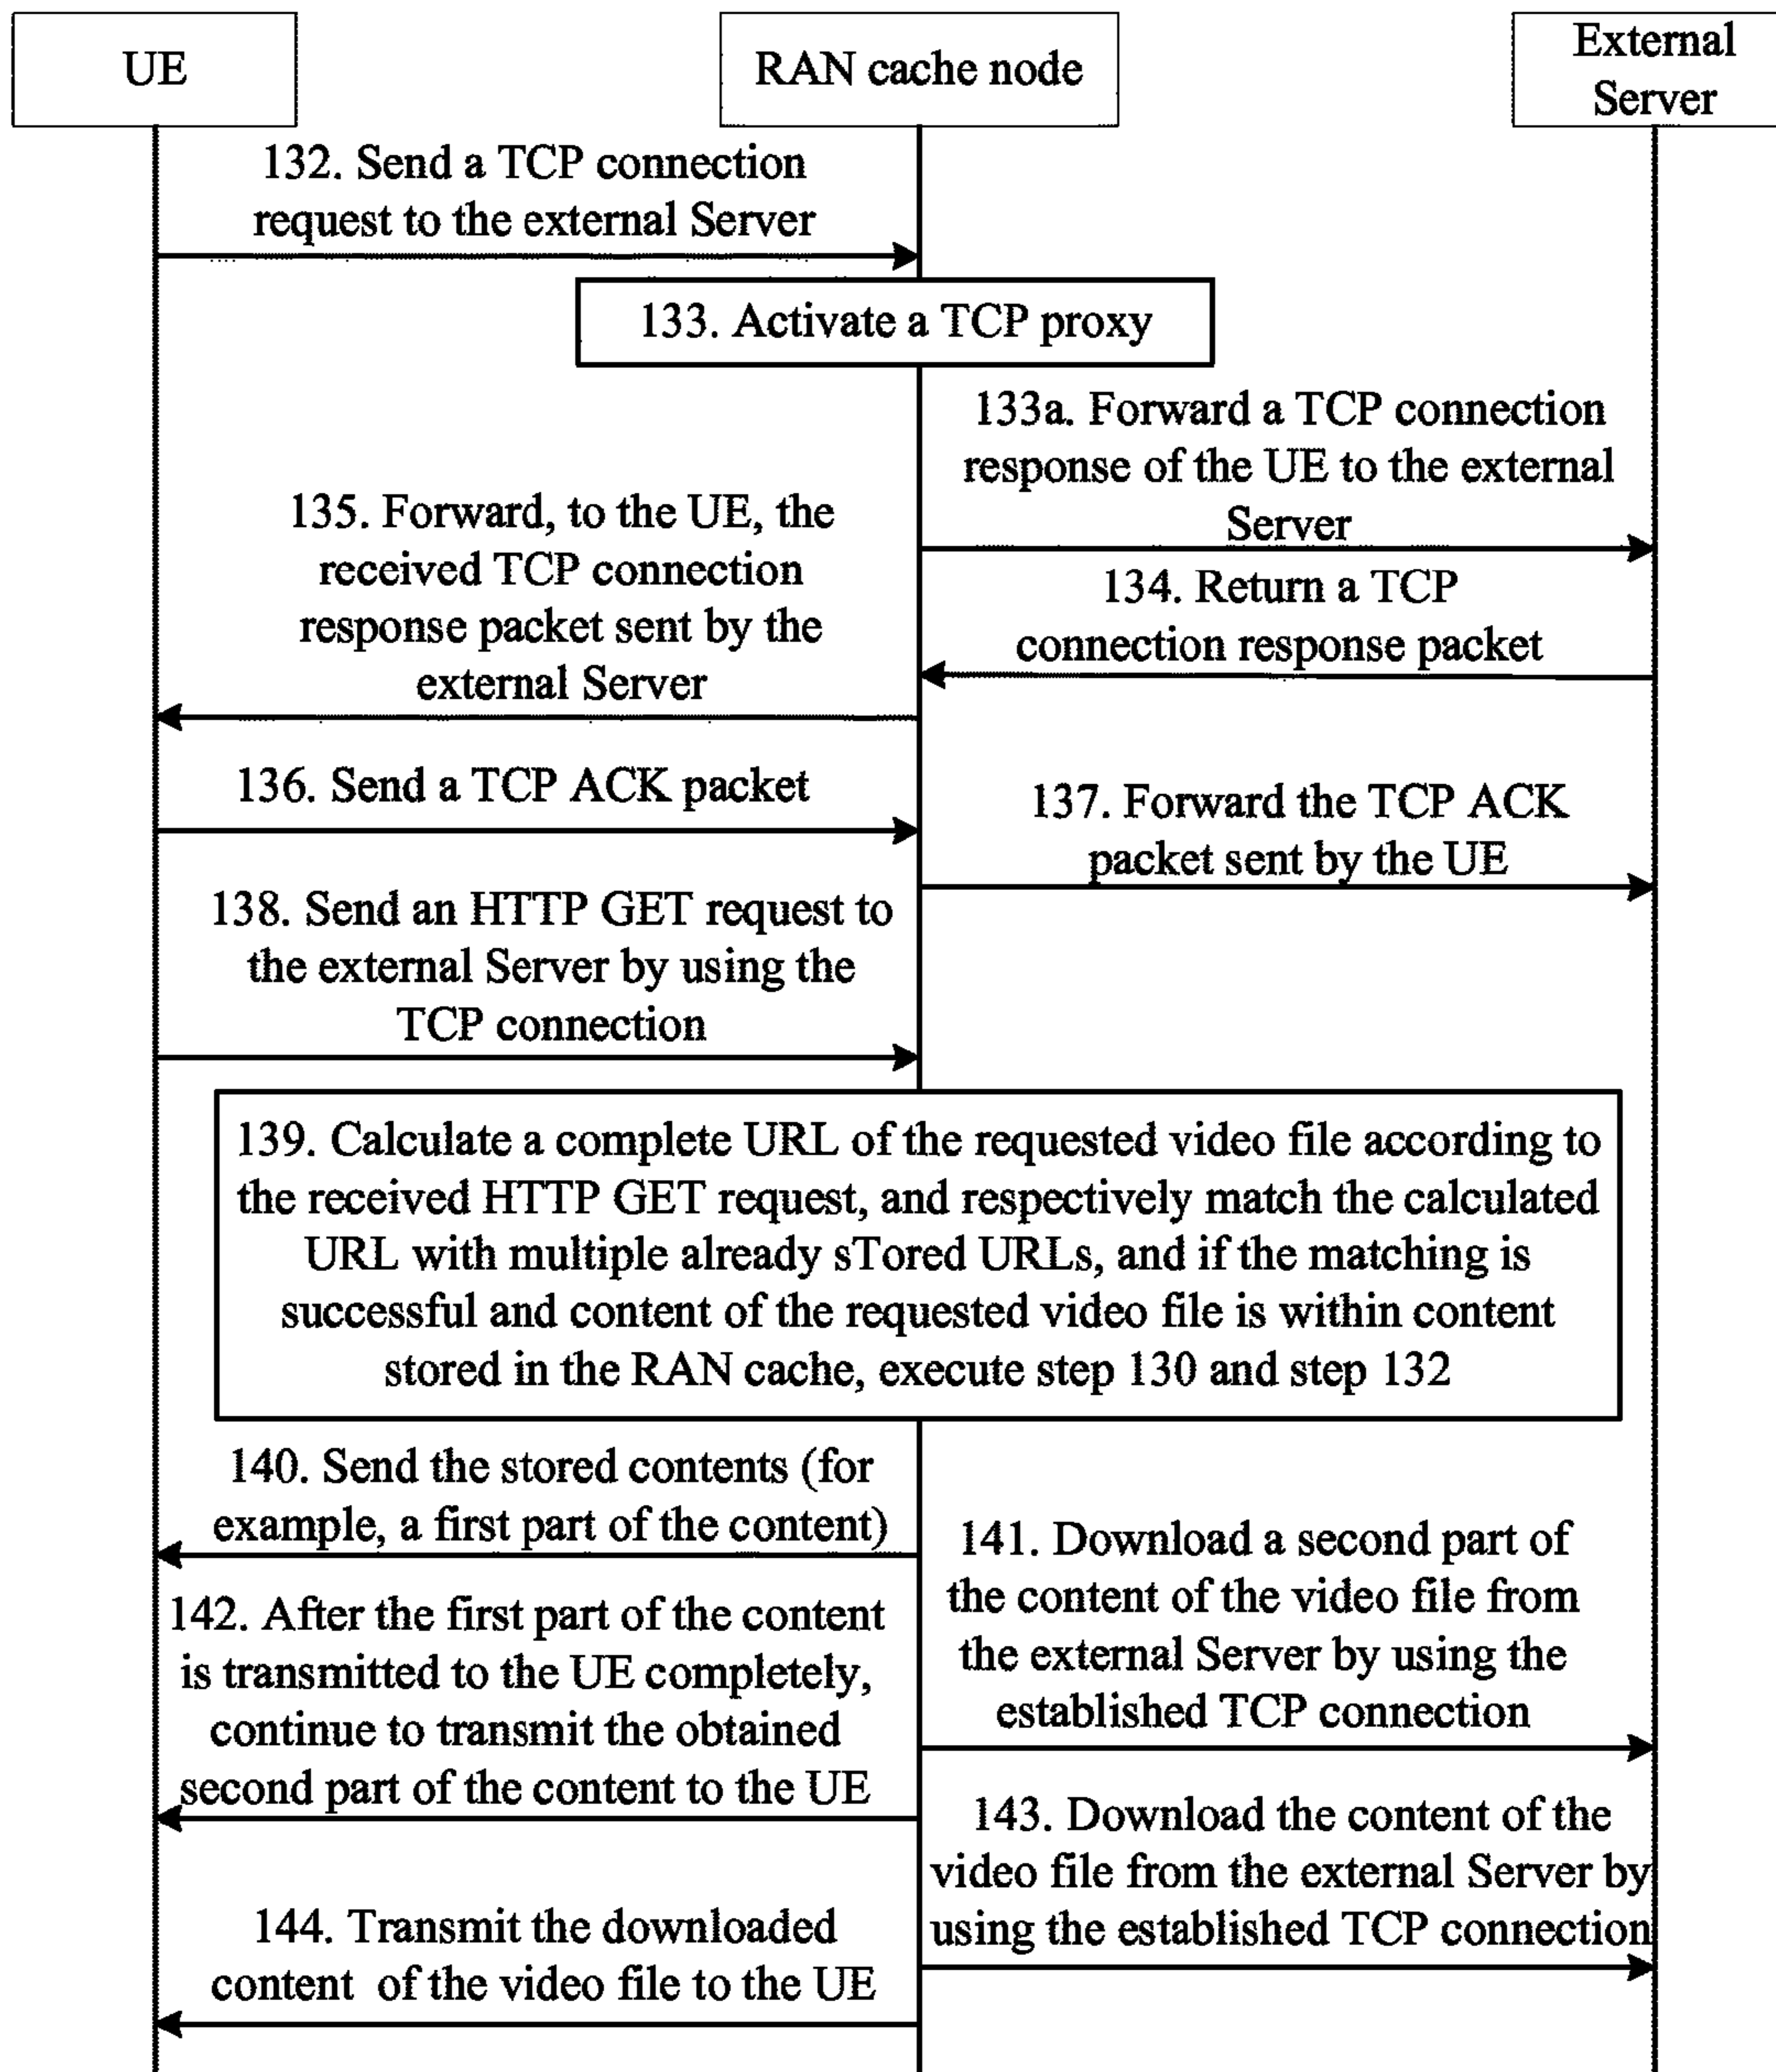 UE
RAN cache node
External
Server
132. Send a TCP connection
request to the external Server
133. Activate a TCP proxy
133a. Forward a TCP connection
response of the UE to the external
Server
134. Return a TCP
connection response packet
135. Forward, to the UE, the
received TCP connection
response packet sent by the
external Server
136. Send a TCP ACK packet
137. Forward the TCP ACK
packet sent by the UE
138. Send an HTTP GET request to
the external Server by using the
TCP connection
139. Calculate a complete URL of the requested video file according to
the received HTTP GET request, and respectively match the calculated
URL with multiple already sTored URLs, and if the matching is
successful and content of the requested video file is within content
stored in the RAN cache, execute step 130 and step 132
140. Send the stored contents (for
example, a first part of the content)
141. Download a second part of
the content of the video file from
the external Server by using the
established TCP connection
142. After the first part of the content
is transmitted to the UE completely,
continue to transmit the obtained
second part of the content to the UE
143. Download the content of the
video file from the external Server by
using the established TCP connection
144. Transmit the downloaded
content of the video file to the UE